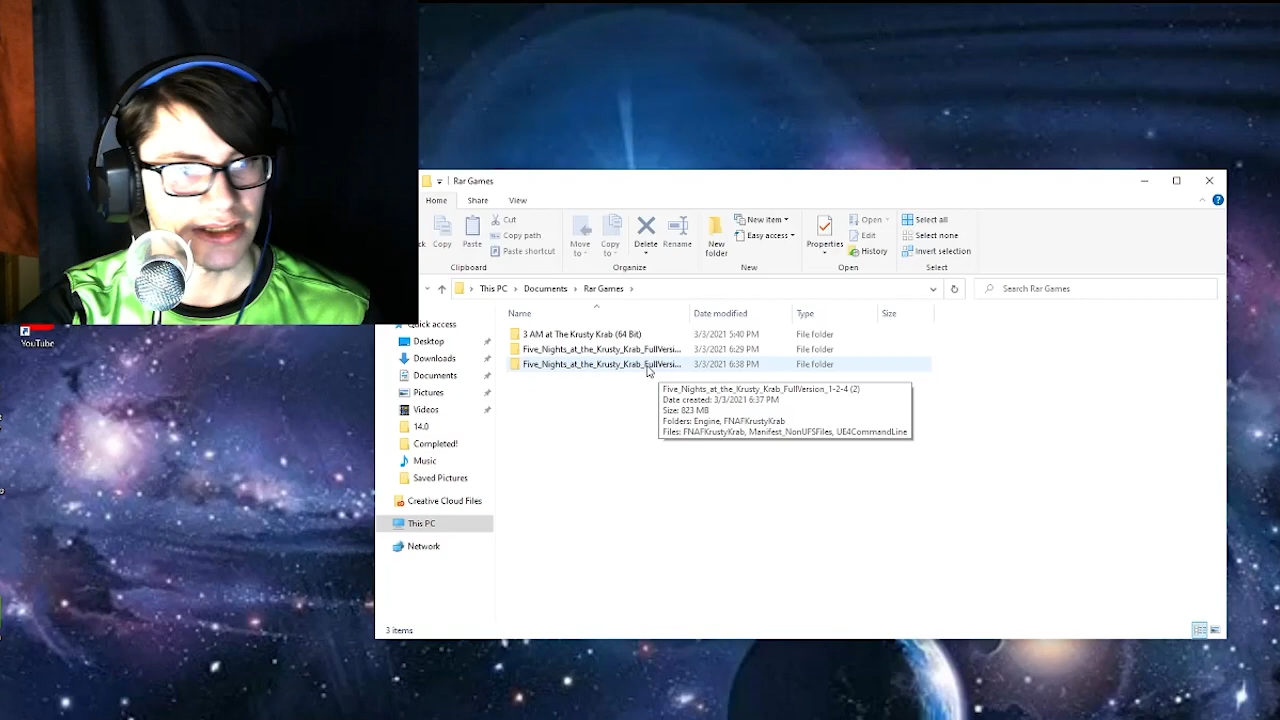 Rar Games
Home Share View
Copy
Paste
Cut
Copy path
Paste shortcut
Clipboard
Move to
Copy to
Delete
Rename
Organize
New folder
New item
Easy access
New
Properties
Open
Edit
History
Open
Select all
Select none
Invert selection
Select
This PC > Documents > Rar Games >
Search Rar Games
Name Date modified Type Size
3 AM at The Krusty Krab (64 Bit) 3/3/2021 5:40 PM File folder
Five_Nights_at_the_Krusty_Krab_FullVersi... 3/3/2021 6:29 PM File folder
Five_Nights_at_the_Krusty_Krab_FullVersi... 3/3/2021 6:38 PM File folder
Five_Nights_at_the_Krusty_Krab_FullVersion_1-2-4 (2)
Date created: 3/3/2021 6:37 PM
Size: 823 MB
Folders: Engine, FNAFKrustyKrab
Files: FNAFKrustyKrab, Manifest_NonUFSFiles, UE4CommandLine
Quick access
Desktop
Downloads
Documents
Pictures
Videos
14.0
Completed!
Music
Saved Pictures
Creative Cloud Files
This PC
Network
3 items
YouTube